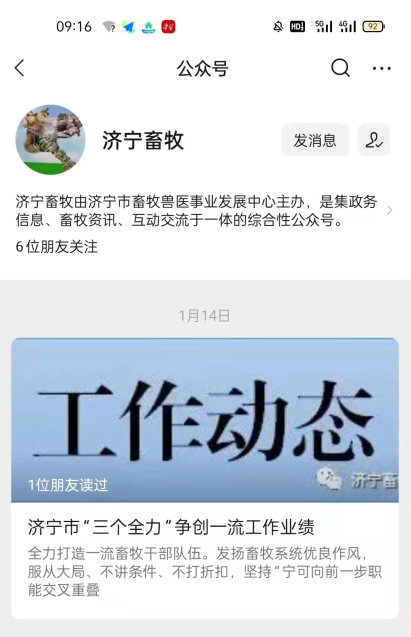 09:16
HD2 5G 4G 92
公众号
济宁畜牧
发消息
济宁畜牧由济宁市畜牧兽医事业发展中心主办，是集政务
信息、畜牧资讯、互动交流于一体的综合性公众号。
6位朋友关注
1月14日
工作动态
1位朋友读过
济宁畜
济宁市“三个全力”争创一流工作业绩
全力打造一流畜牧干部队伍。发扬畜牧系统优良作风，
服从大局、不讲条件、不打折扣，坚持“宁可向前一步职
能交叉重叠